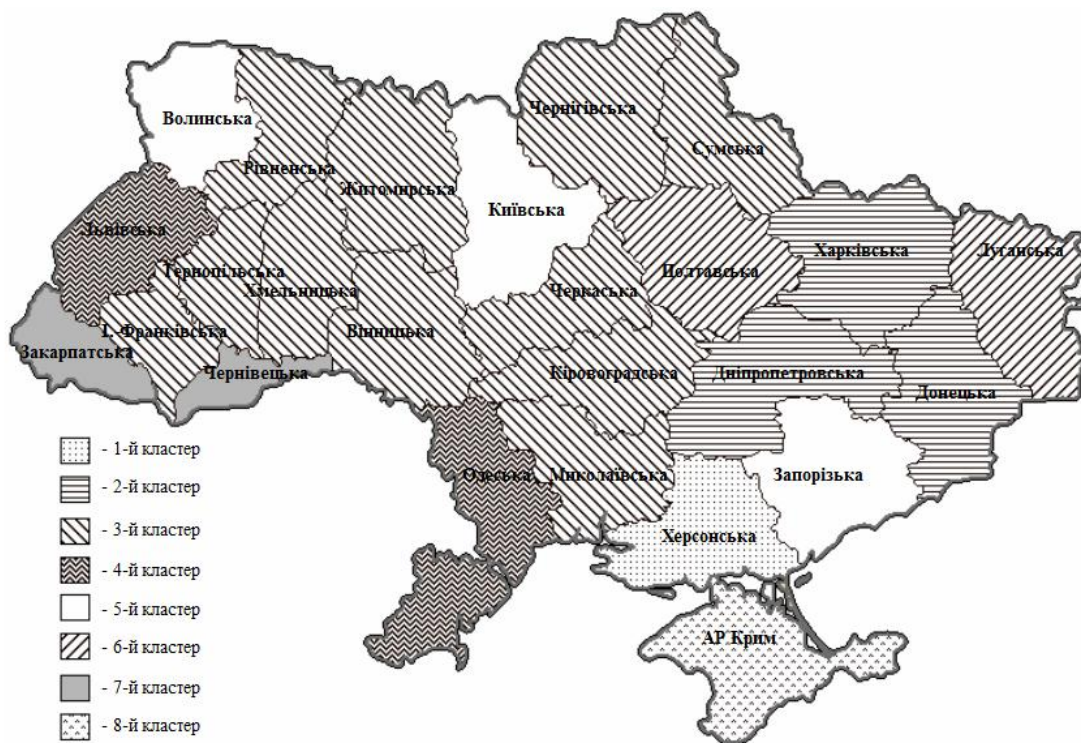 Чернігівська
Волинська
Сумська
Рівненська
Житомирська
Київська
Львівська
Харківська
Луганська
Тернопільська
Полтавська
Хмельницька
Черкаська
І.-Франківська
Вінницька
Закарпатська
Чернівецька
Кіровоградська
Дніпропетровська
Донецька
Одеська
Миколаївська
Запорізька
Херсонська
АР Крим
- 1-й кластер
- 2-й кластер
- 3-й кластер
- 4-й кластер
- 5-й кластер
- 6-й кластер
- 7-й кластер
- 8-й кластер